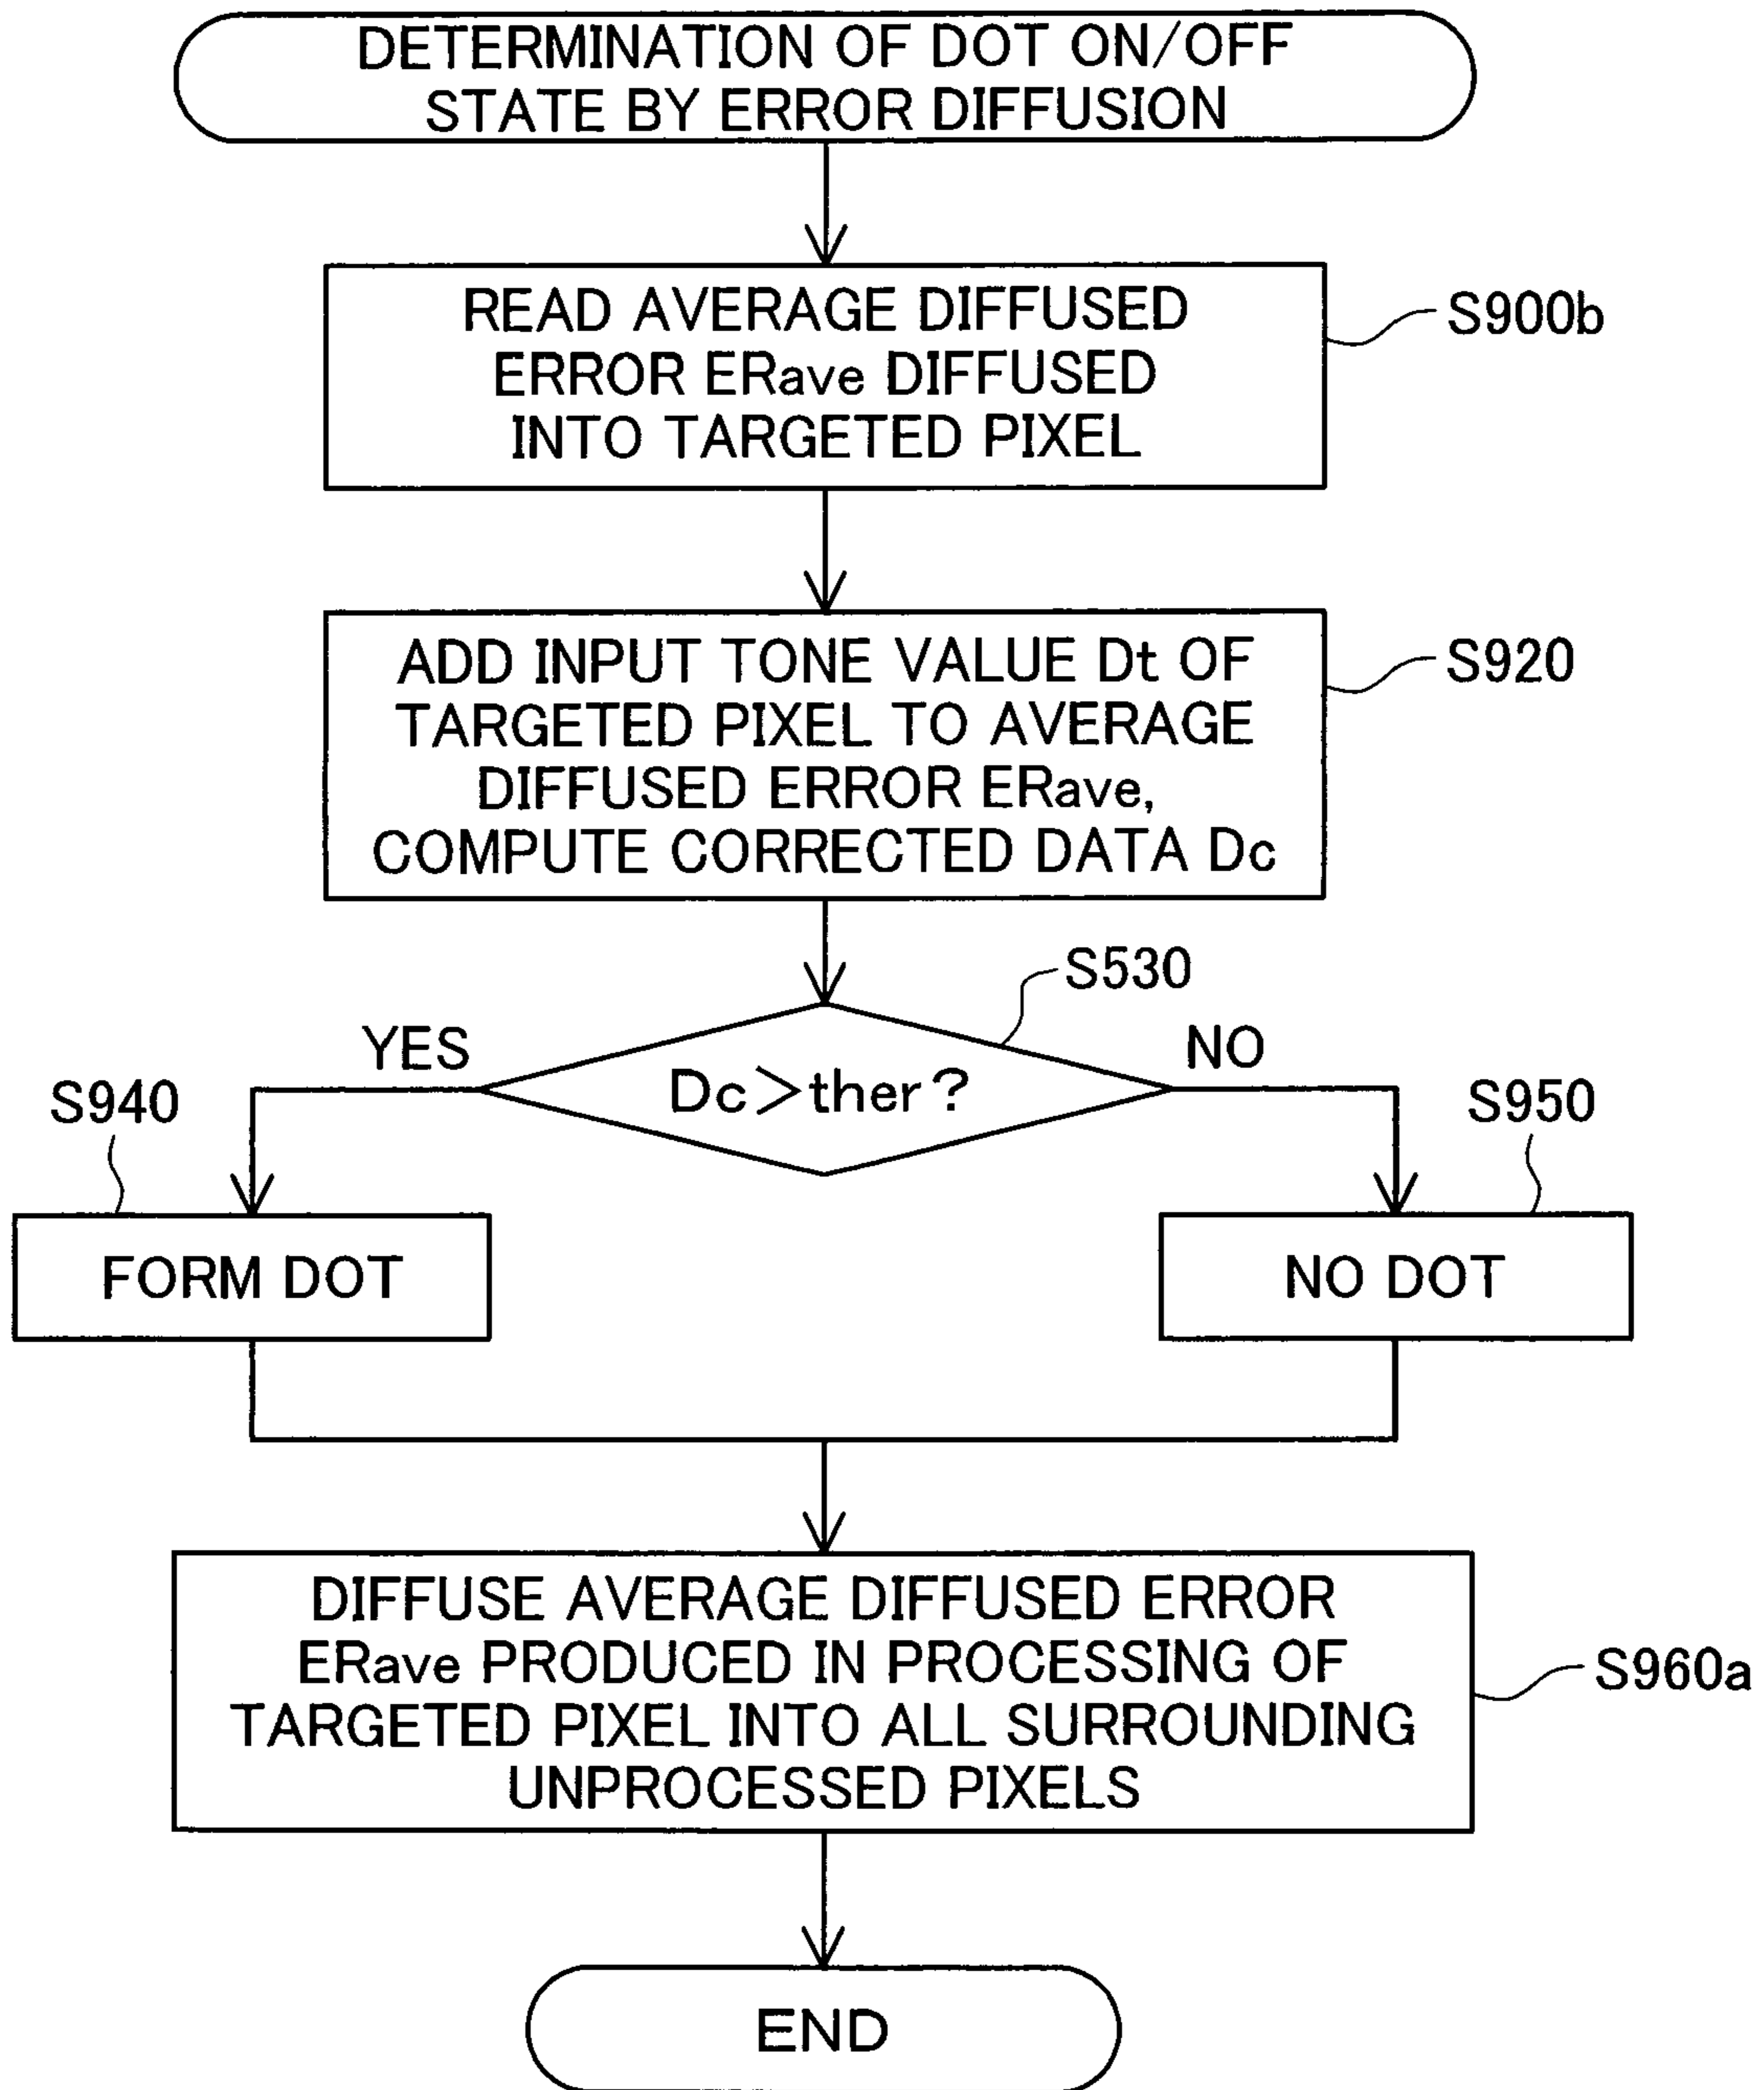 DETERMINATION OF DOT ON/OFF
STATE BY ERROR DIFFUSION
READ AVERAGE DIFFUSED
ERROR ERave DIFFUSED
INTO TARGETED PIXEL
S900b
ADD INPUT TONE VALUE Dt OF
TARGETED PIXEL TO AVERAGE
DIFFUSED ERROR ERave,
COMPUTE CORRECTED DATA Dc
S920
S530
YES
Dc>ther?
NO
S940
S950
FORM DOT
NO DOT
DIFFUSE AVERAGE DIFFUSED ERROR
ERave PRODUCED IN PROCESSING OF
TARGETED PIXEL INTO ALL SURROUNDING
UNPROCESSED PIXELS
S960a
END